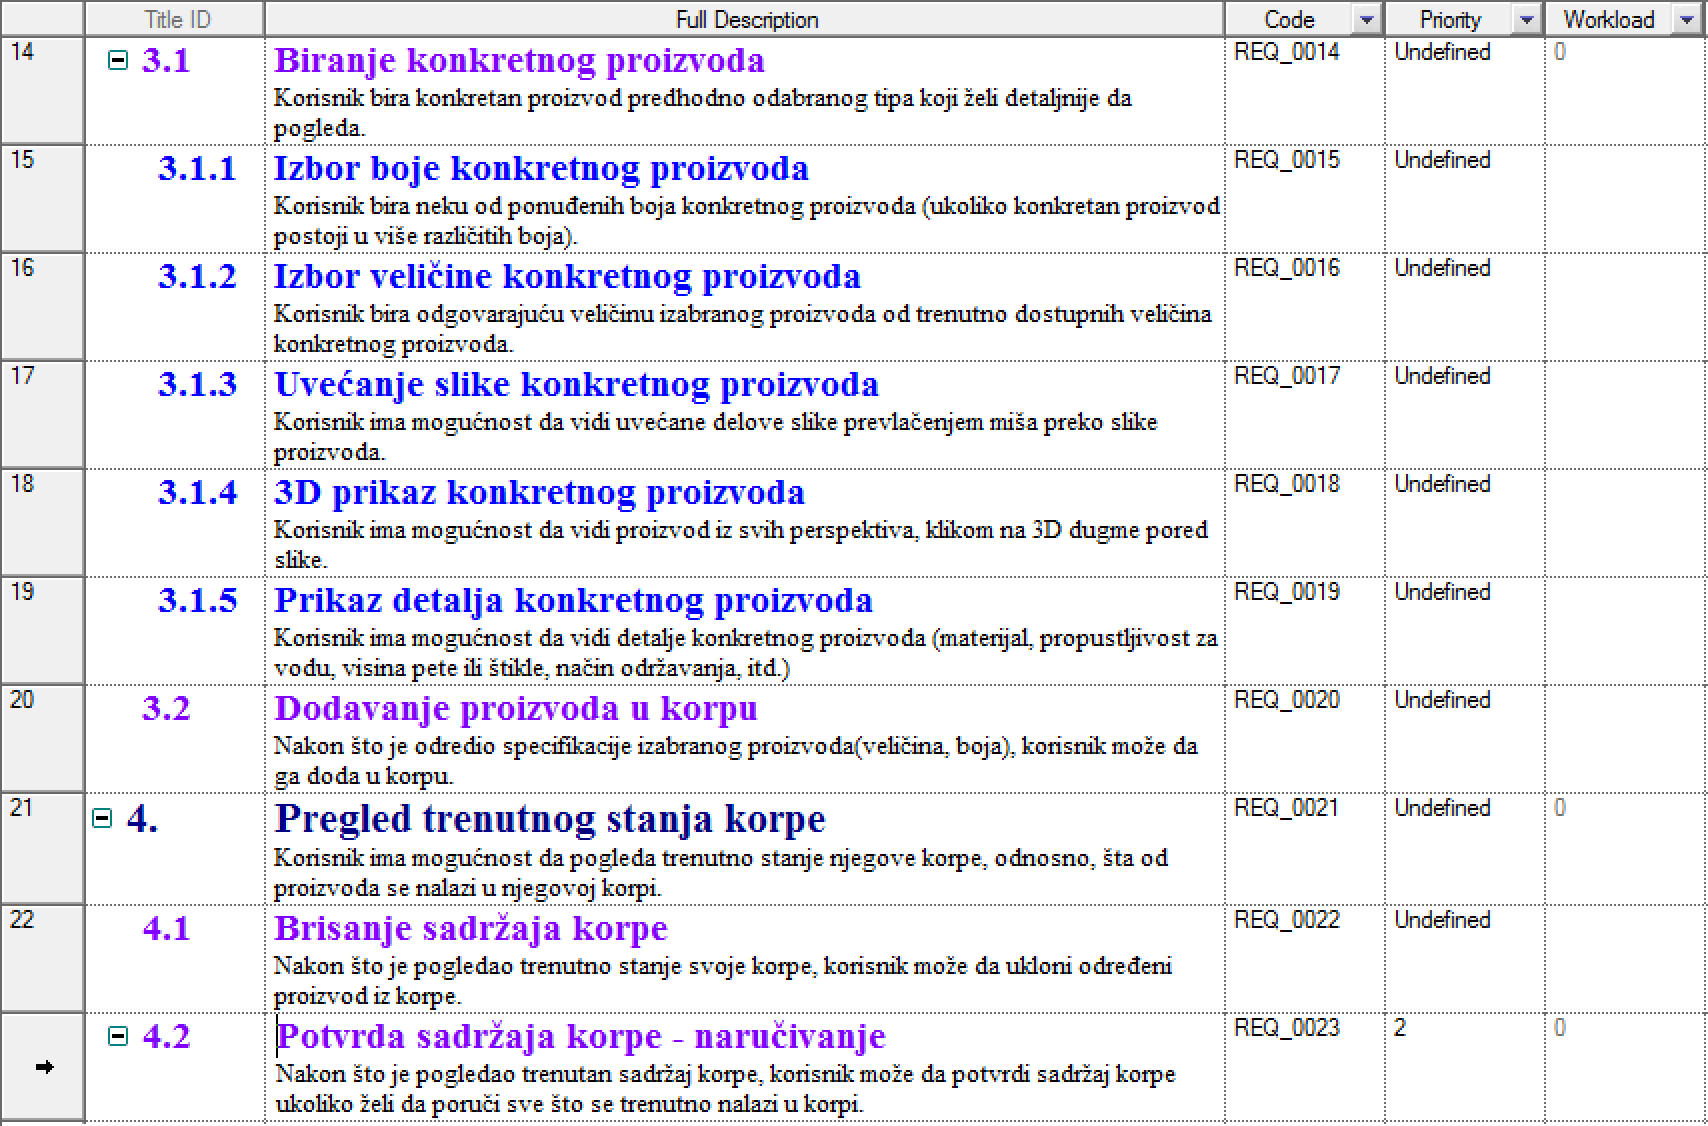 Title ID Full Description Code Priority Workload
14 3.1 Biranje konkretnog proizvoda REQ_0014 Undefined 0
Korisnik bira konkretan proizvod predhodno odabranog tipa koji želi detaljnije da
pogleda.
15 3.1.1 Izbor boje konkretnog proizvoda REQ_0015 Undefined
Korisnik bira neku od ponuđenih boja konkretnog proizvoda (ukoliko konkretan proizvod
postoji u više različitih boja).
16 3.1.2 Izbor veličine konkretnog proizvoda REQ_0016 Undefined
Korisnik bira odgovarajuću veličinu izabranog proizvoda od trenutno dostupnih veličina
konkretnog proizvoda.
17 3.1.3 Uvećanje slike konkretnog proizvoda REQ_0017 Undefined
Korisnik ima mogućnost da vidi uvećane delove slike prevlačenjem miša preko slike
proizvoda.
18 3.1.4 3D prikaz konkretnog proizvoda REQ_0018 Undefined
Korisnik ima mogućnost da vidi proizvod iz svih perspektiva, klikom na 3D dugme pored
slike.
19 3.1.5 Prikaz detalja konkretnog proizvoda REQ_0019 Undefined
Korisnik ima mogućnost da vidi detalje konkretnog proizvoda (materijal, propustljivost za
vodu, visina pete ili štikle, način održavanja, itd.)
20 3.2 Dodavanje proizvoda u korpu REQ_0020 Undefined
Nakon što je odredio specifikacije izabranog proizvoda(veličina, boja), korisnik može da
ga doda u korpu.
21 4. Pregled trenutnog stanja korpe REQ_0021 Undefined 0
Korisnik ima mogućnost da pogleda trenutno stanje njegove korpe, odnosno, šta od
proizvoda se nalazi u njegovoj korpi.
22 4.1 Brisanje sadržaja korpe REQ_0022 Undefined
Nakon što je pogledao trenutno stanje svoje korpe, korisnik može da ukloni određeni
proizvod iz korpe.
4.2 Potvrda sadržaja korpe - naručivanje REQ_0023 2 0
Nakon što je pogledao trenutan sadržaj korpe, korisnik može da potvrdi sadržaj korpe
ukoliko želi da poruči sve što se trenutno nalazi u korpi.